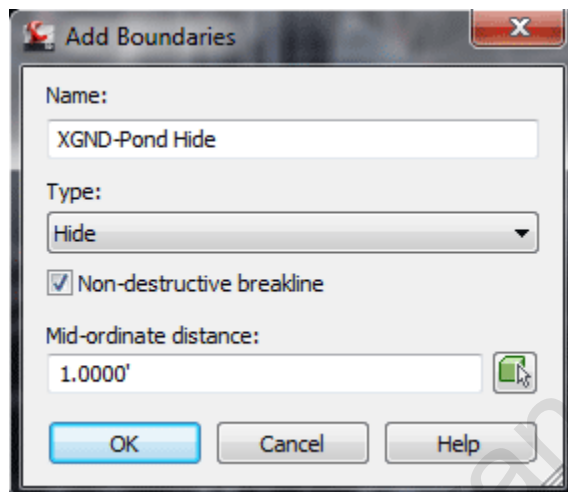 Add Boundaries
Name:
XGND-Pond Hide
Type:
Hide
Non-destructive breakline
Mid-ordinate distance:
1.0000'
OK Cancel Help